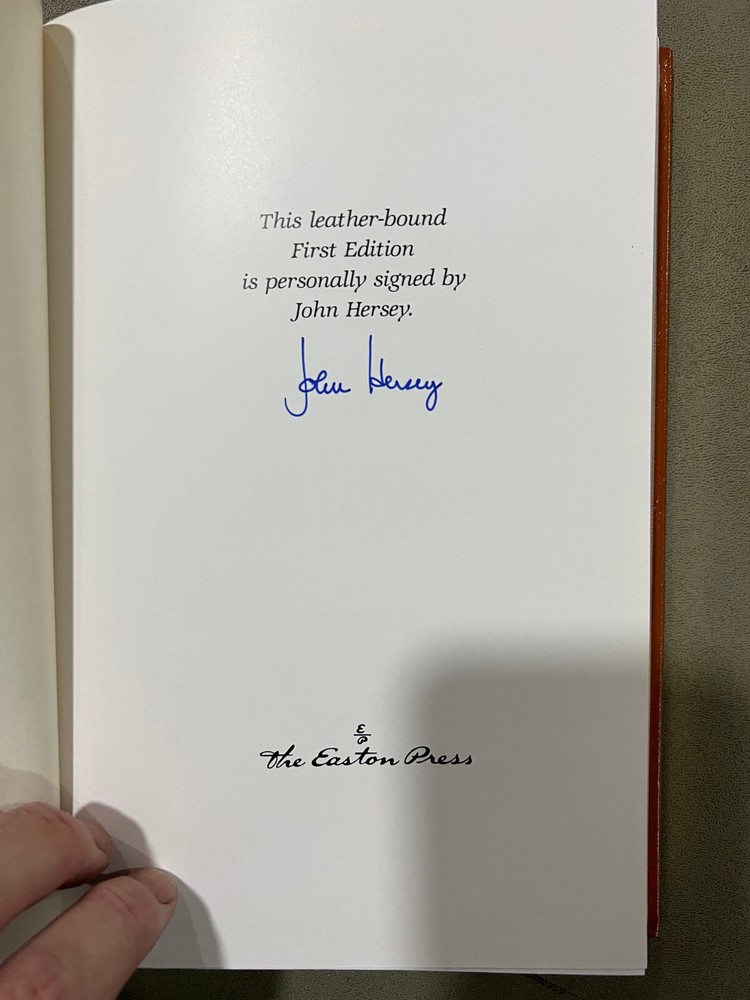 This leather-bound
First Edition
is personally signed by
John Hersey.
John Hersey
E
P
The Easton Press